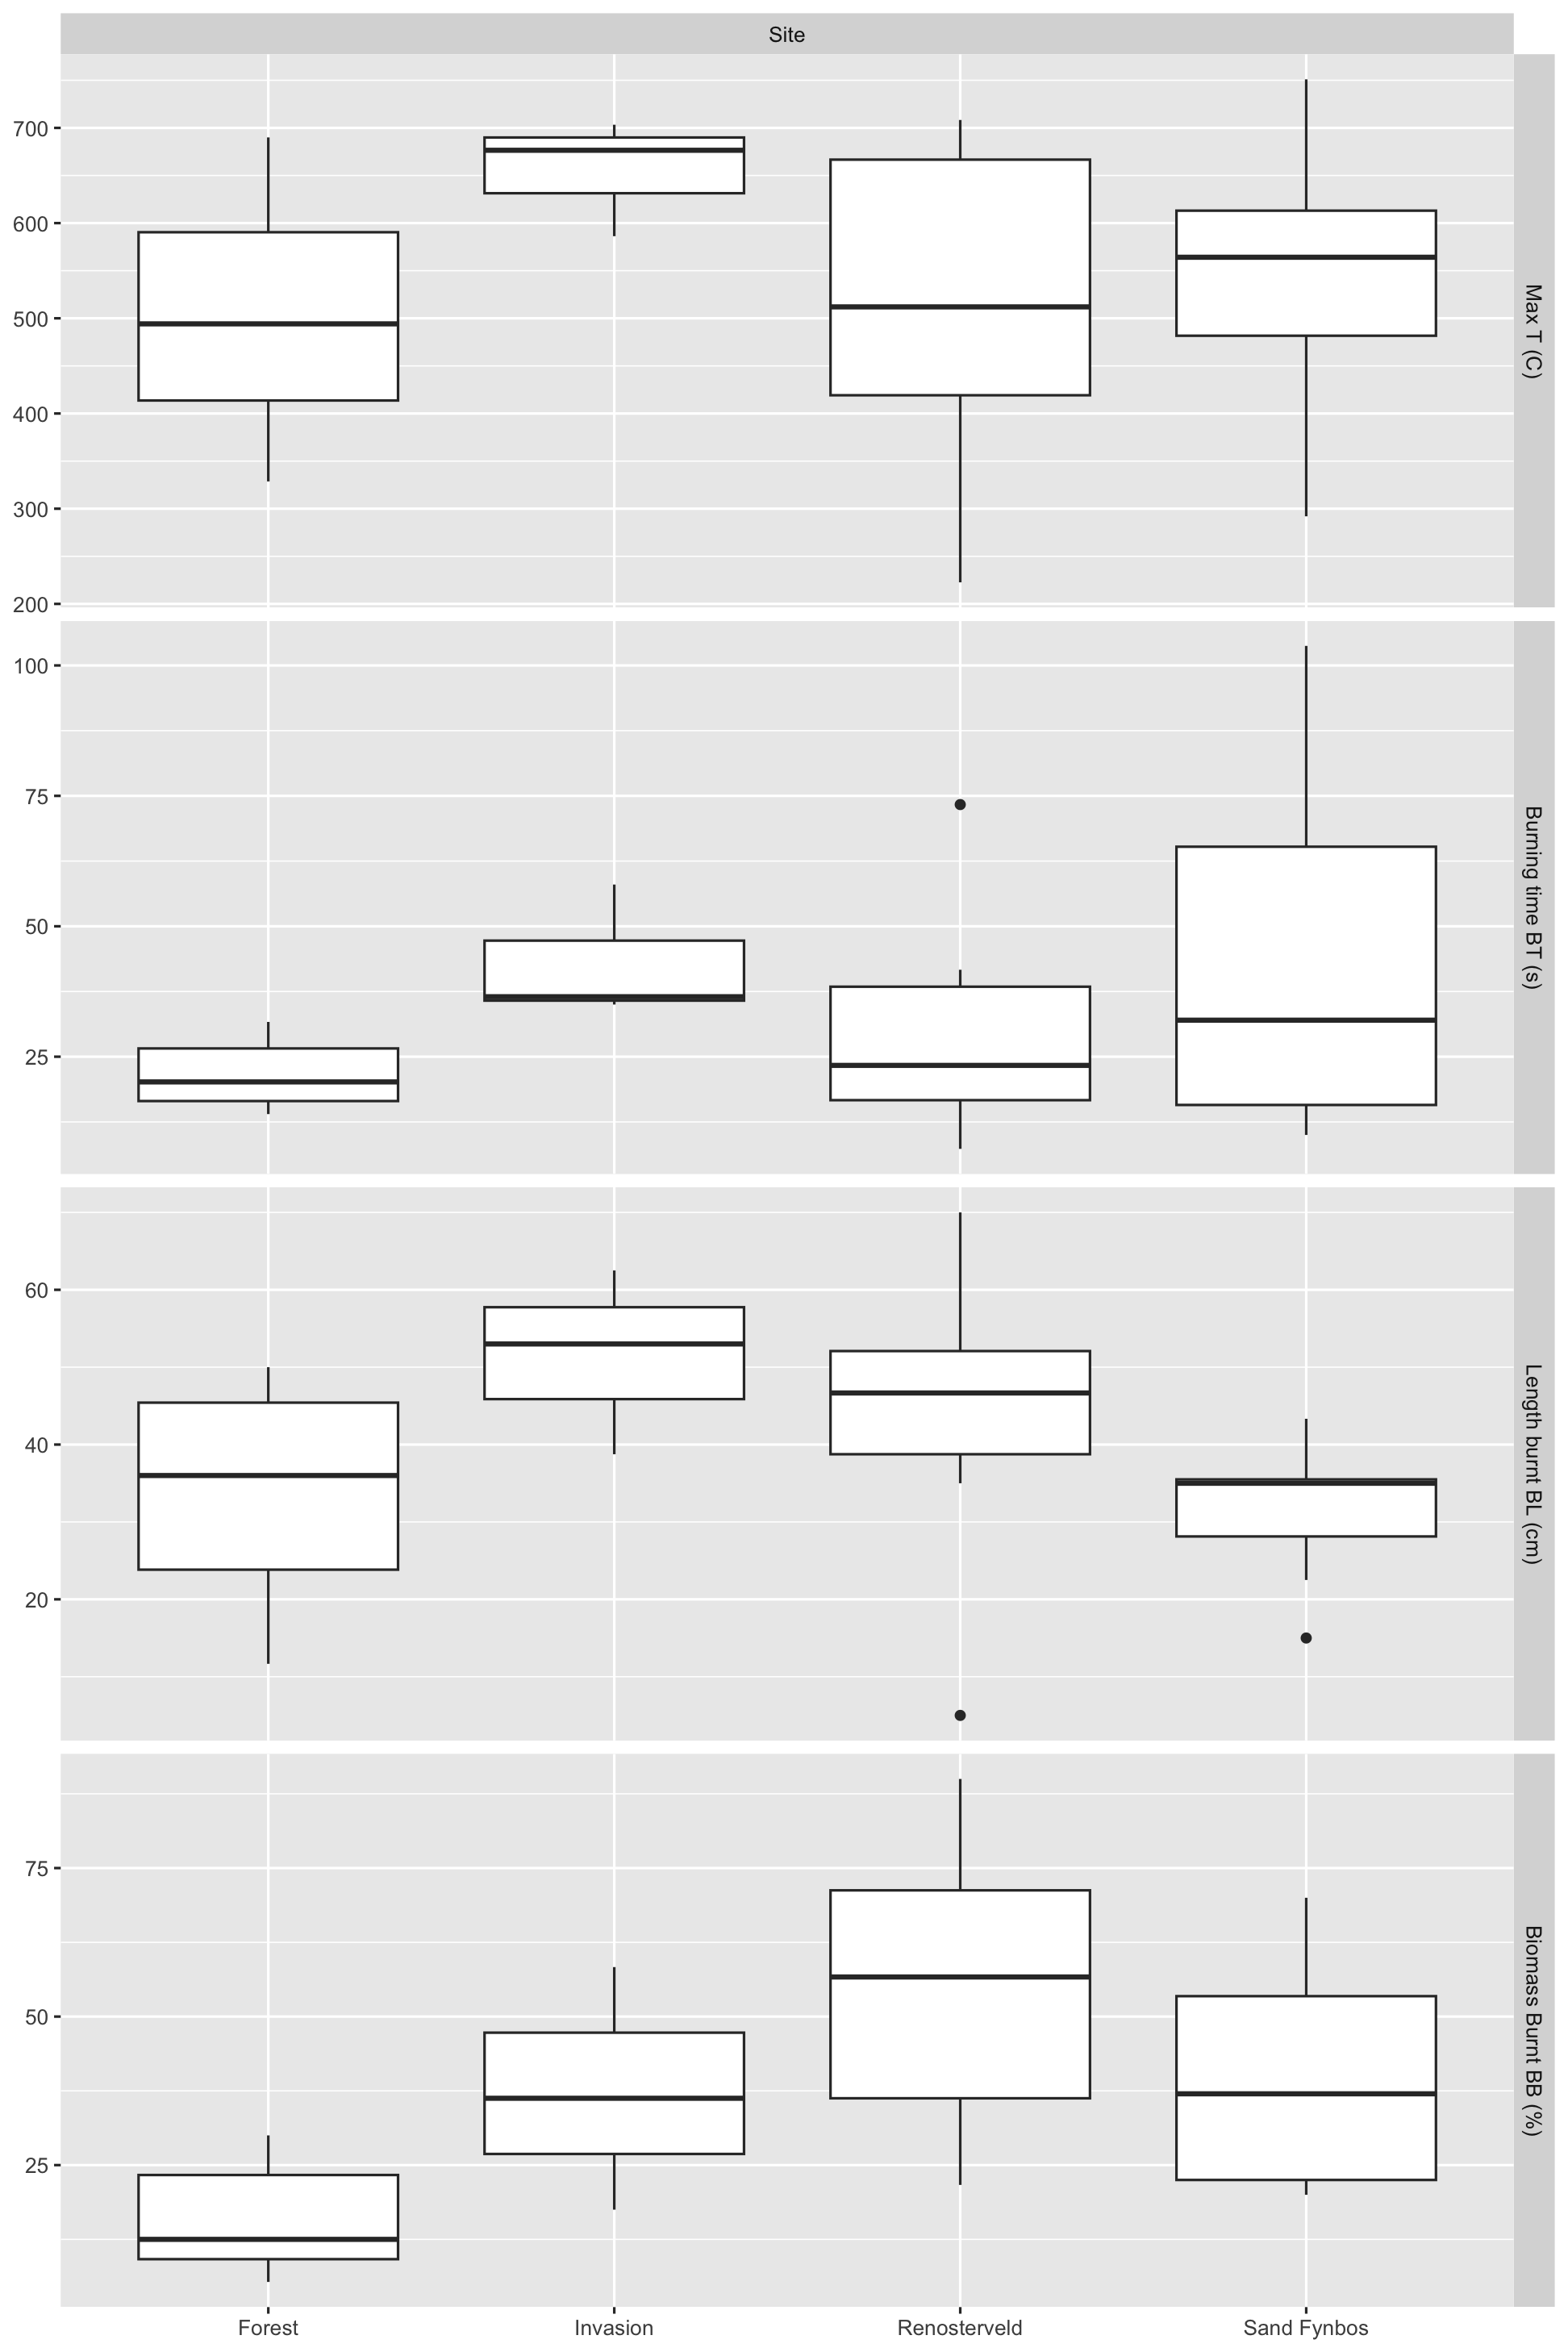 Site
700
600
500
400
300
200
Max T (C)
100
75
50
25
Burning time BT (s)
60
40
20
Length burnt BL (cm)
75
50
25
Biomass Burnt BB (%)
Forest Invasion Renosterveld Sand Fynbos